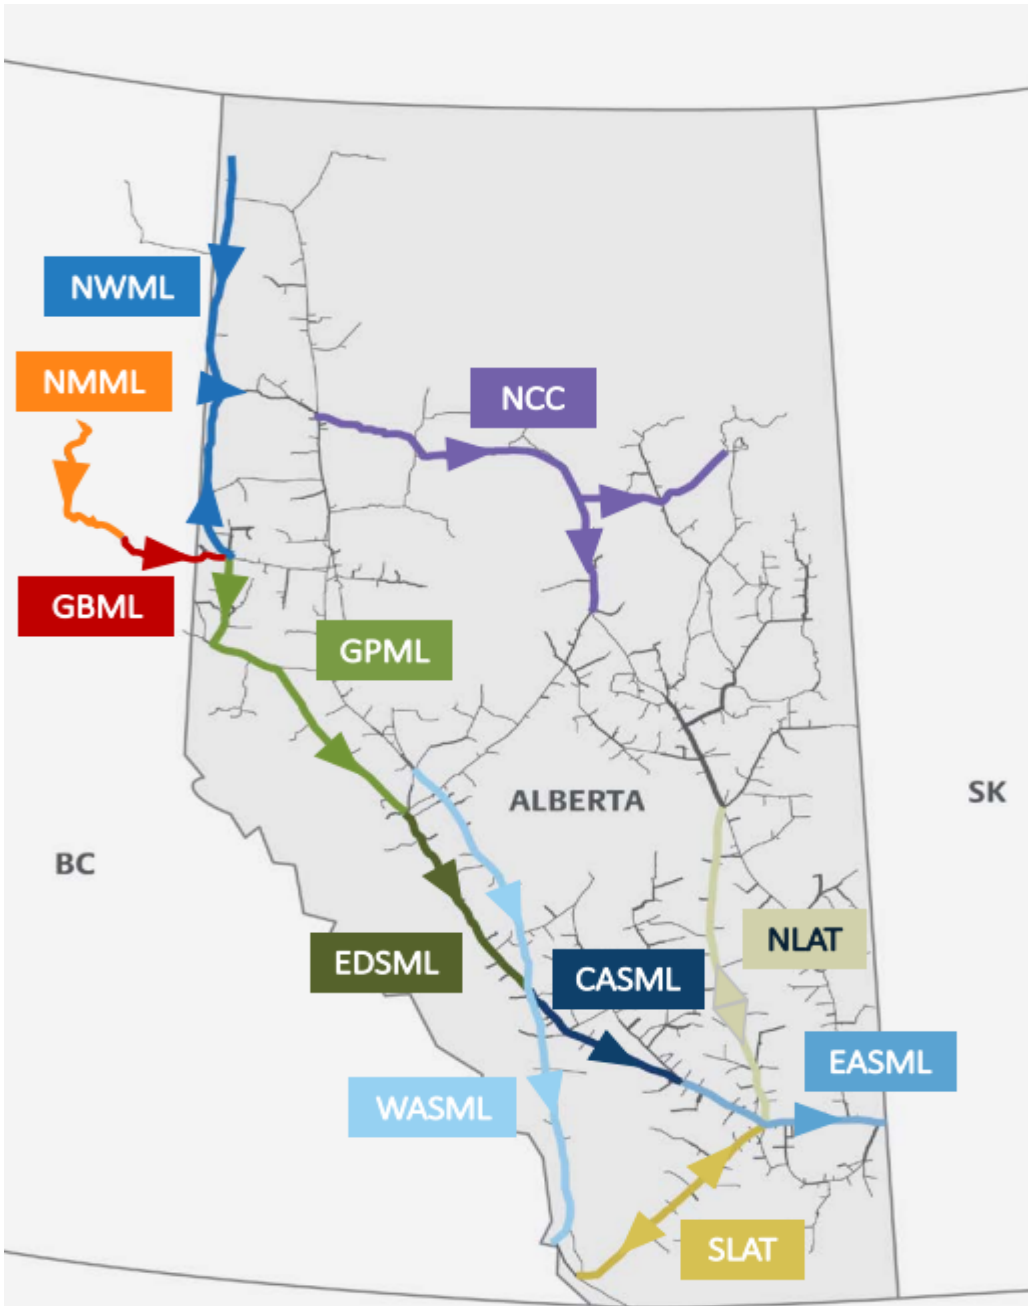 NWML
NMML
NCC
GBML
GPML
ALBERTA
SK
BC
NLAT
EDSML
CASML
EASML
WASML
SLAT